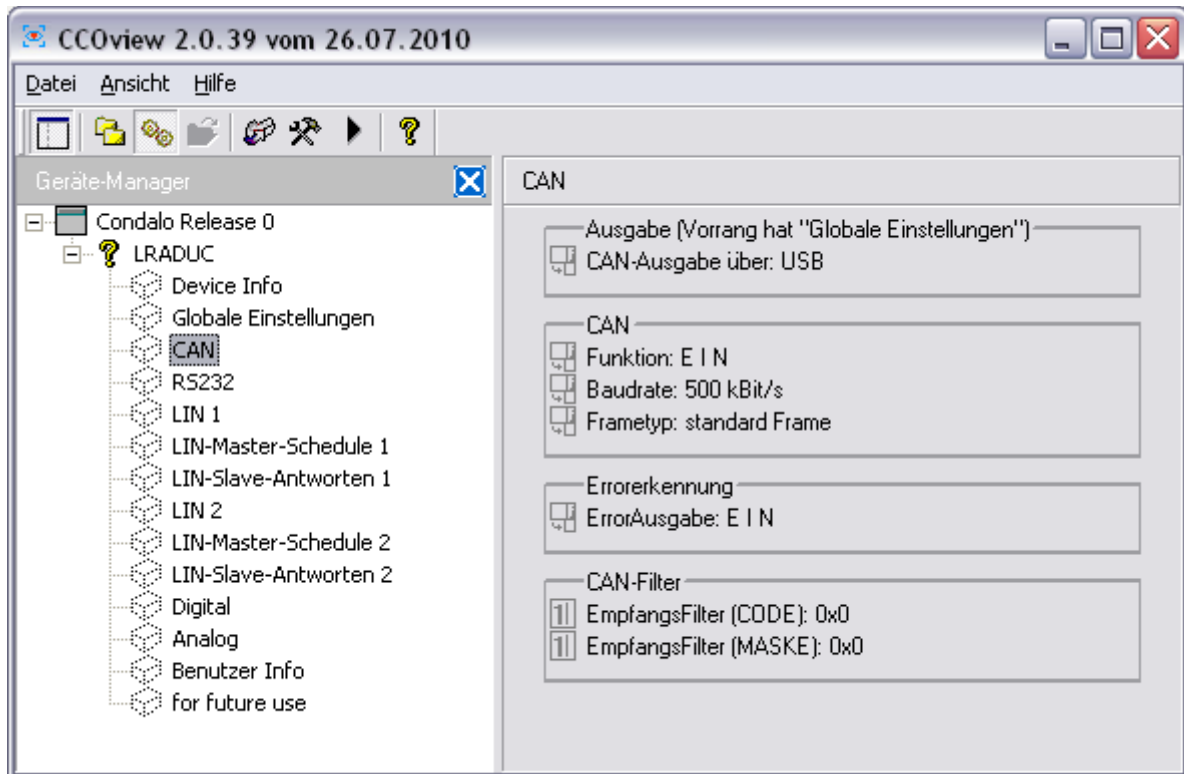 CCOview 2.0.39 vom 26.07.2010
Datei Ansicht Hilfe
Geräte-Manager
Condalo Release 0
LRADUC
Device Info
Globale Einstellungen
CAN
RS232
LIN 1
LIN-Master-Schedule 1
LIN-Slave-Antworten 1
LIN 2
LIN-Master-Schedule 2
LIN-Slave-Antworten 2
Digital
Analog
Benutzer Info
for future use
CAN
Ausgabe (Vorrang hat "Globale Einstellungen")
CAN-Ausgabe über: USB
CAN
Funktion: E I N
Baudrate: 500 kBit/s
Frametyp: standard Frame
Errorerkennung
ErrorAusgabe: E I N
CAN-Filter
EmpfangsFilter (CODE): 0x0
EmpfangsFilter (MASKE): 0x0